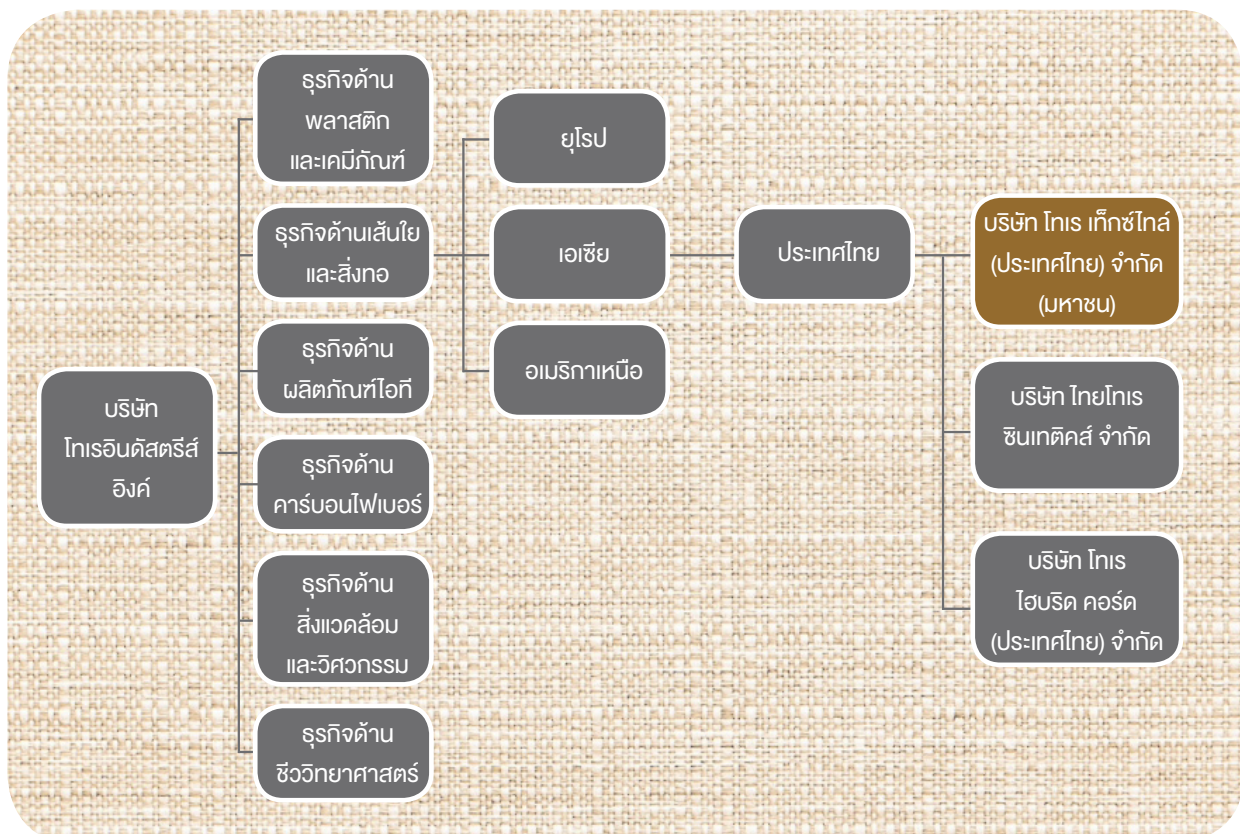 บริษัท
โทเรอินดัสตรีส์
อิงค์
ธุรกิจด้าน
พลาสติก
และเคมีภัณฑ์
ธุรกิจด้านเส้นใย
และสิ่งทอ
ธุรกิจด้าน
ผลิตภัณฑ์ไอที
ธุรกิจด้าน
คาร์บอนไฟเบอร์
ธุรกิจด้าน
สิ่งแวดล้อม
และวิศวกรรม
ธุรกิจด้าน
ชีววิทยาศาสตร์
ยุโรป
เอเซีย
อเมริกาเหนือ
ประเทศไทย
บริษัท โทเร เท็กซ์ไทล์
(ประเทศไทย) จำกัด
(มหาชน)
บริษัท ไทยโทเร
ซินเทติคส์ จำกัด
บริษัท โทเร
ไฮบริด คอร์ด
(ประเทศไทย) จำกัด